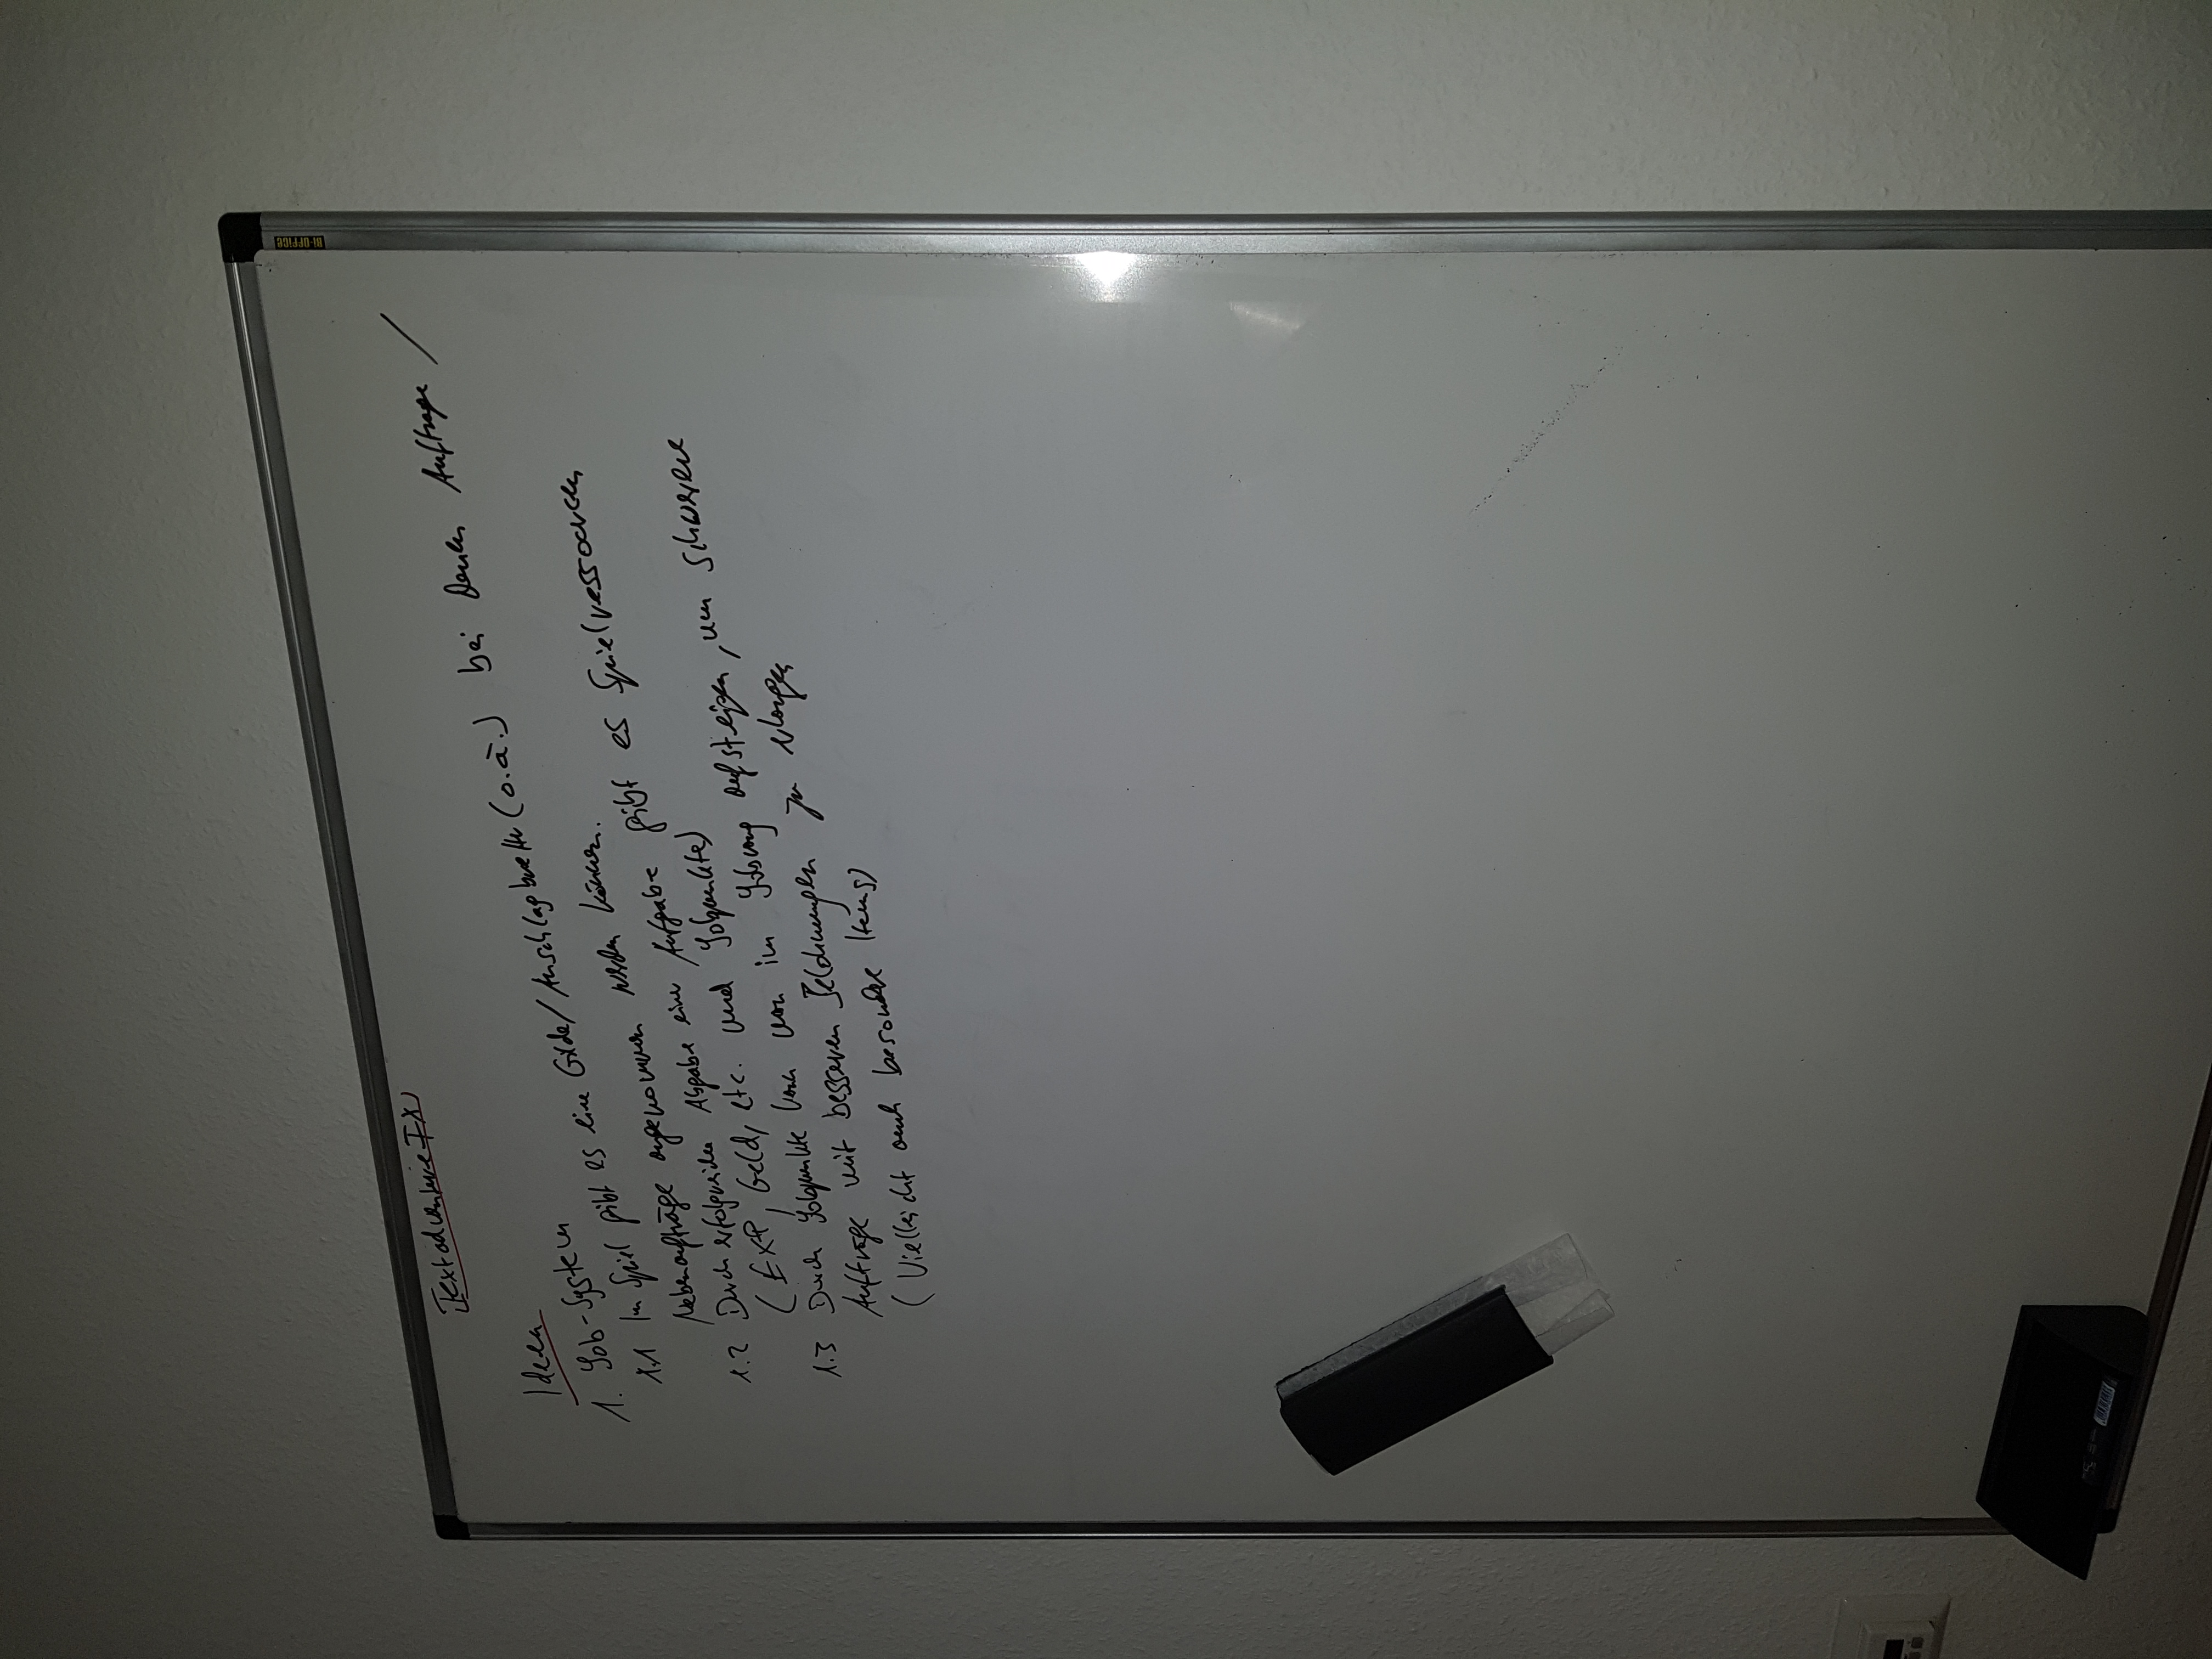 Textadventure IX
Ideen
1. Job-System
1.1 Im Spiel gibt es eine Gilde/Anschlagbretter (o.ä.) bei denen Aufträge /
Nebenaufträge angenommen werden können.
1.2 Durch erfolgreiche Abgabe einer Aufgabe gibt es Spielressourcen
(EXP, Geld, etc. und Jobpunkte)
1.3 Durch Jobpunkte kann man im Jobrang aufsteigen, um schwerere
Aufträge mit besseren Belohnungen zu erlangen
(Vielleicht auch besondere Items)
BI-OFFICE